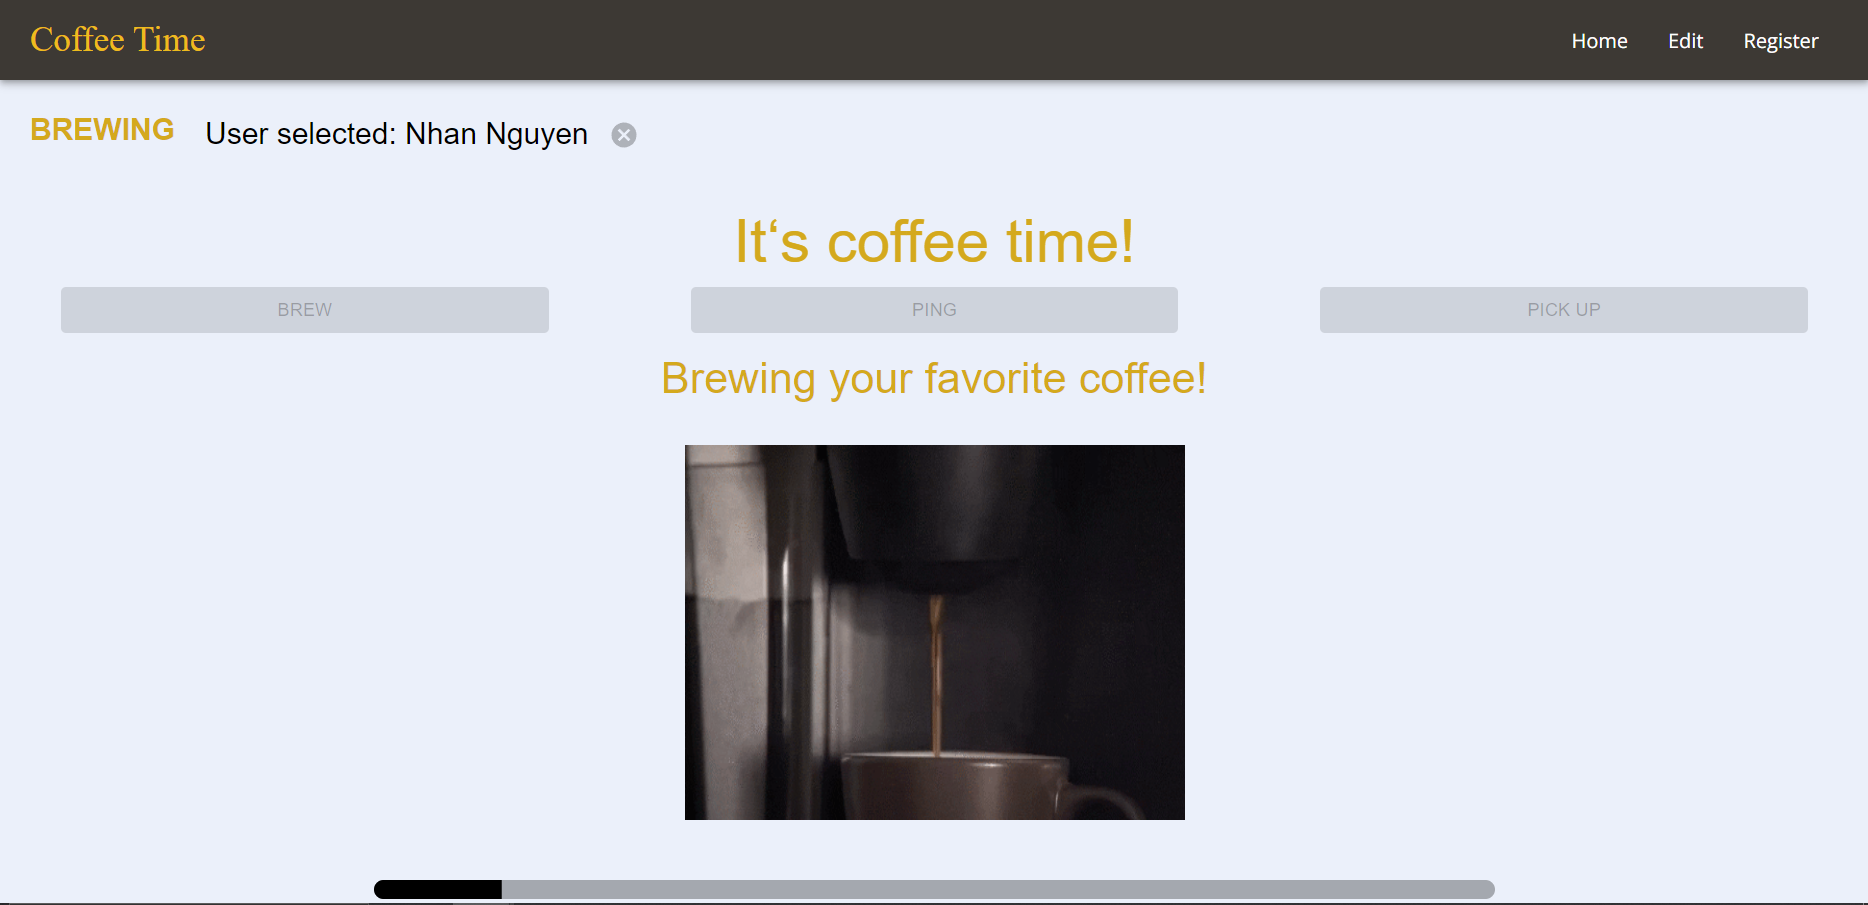 Coffee Time
Home Edit Register
BREWING User selected: Nhan Nguyen
It‘s coffee time!
BREW PING PICK UP
Brewing your favorite coffee!